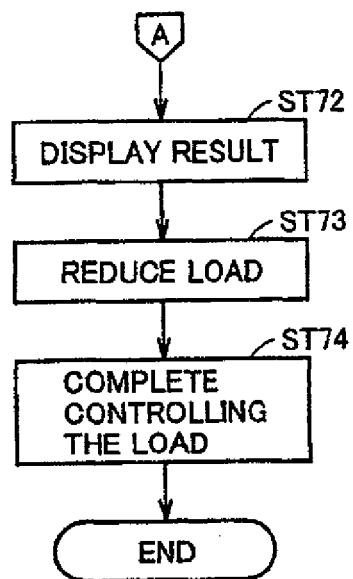 A
ST72
DISPLAY RESULT
ST73
REDUCE LOAD
ST74
COMPLETE
CONTROLLING
THE LOAD
END